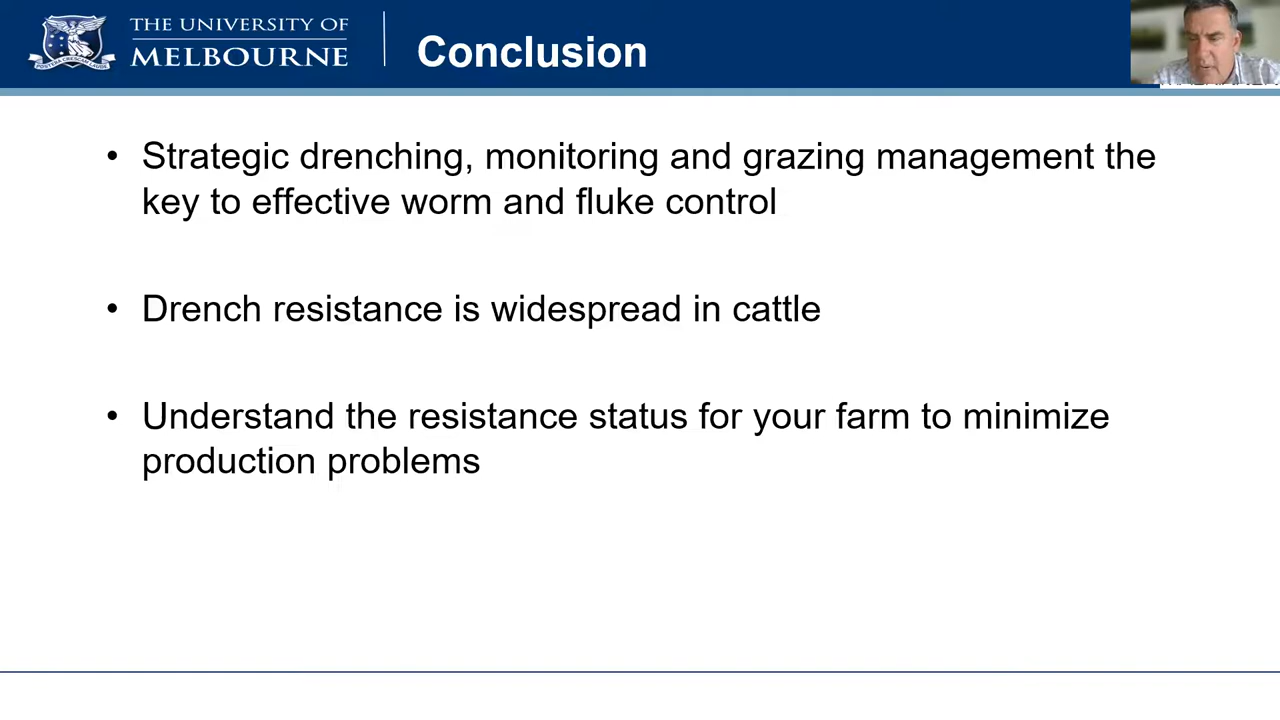 THE UNIVERSITY OF
MELBOURNE
Conclusion
• Strategic drenching, monitoring and grazing management the
key to effective worm and fluke control
• Drench resistance is widespread in cattle
• Understand the resistance status for your farm to minimize
production problems